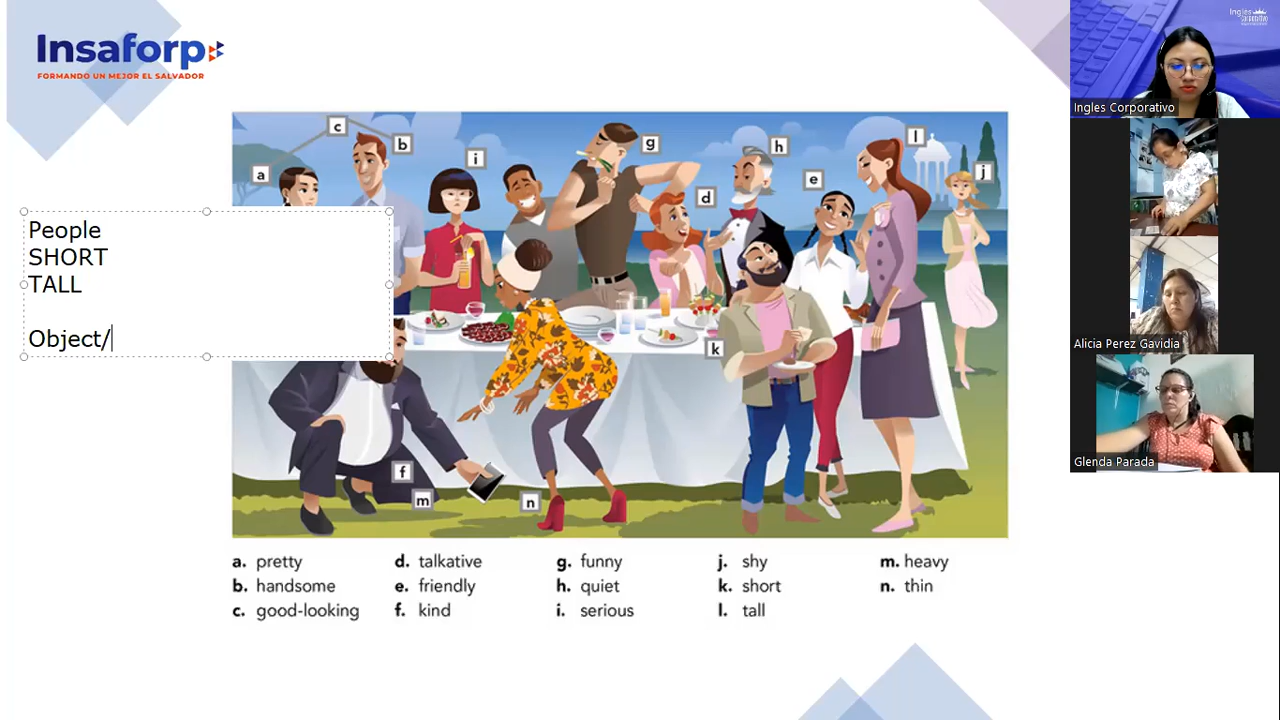 Insaforp
FORMANDO UN MEJOR EL SALVADOR
People
SHORT
TALL
Object/
a
c
b
i
g
d
h
e
l
j
k
f
m
n
a. pretty
b. handsome
c. good-looking
d. talkative
e. friendly
f. kind
g. funny
h. quiet
i. serious
j. shy
k. short
l. tall
m. heavy
n. thin
Ingles Corporativo
Alicia Perez Gavidia
Glenda Parada